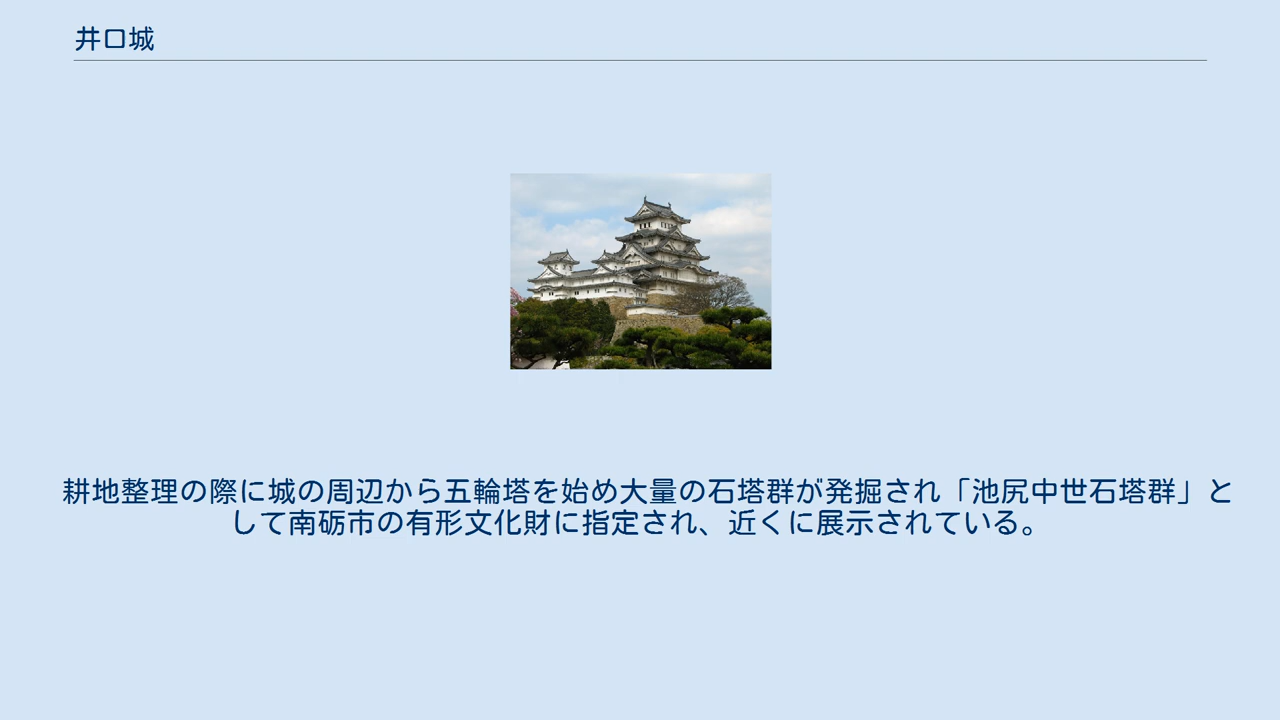 井口城
耕地整理の際に城の周辺から五輪塔を始め大量の石塔群が発掘され「池尻中世石塔群」と
して南砺市の有形文化財に指定され、近くに展示されている。